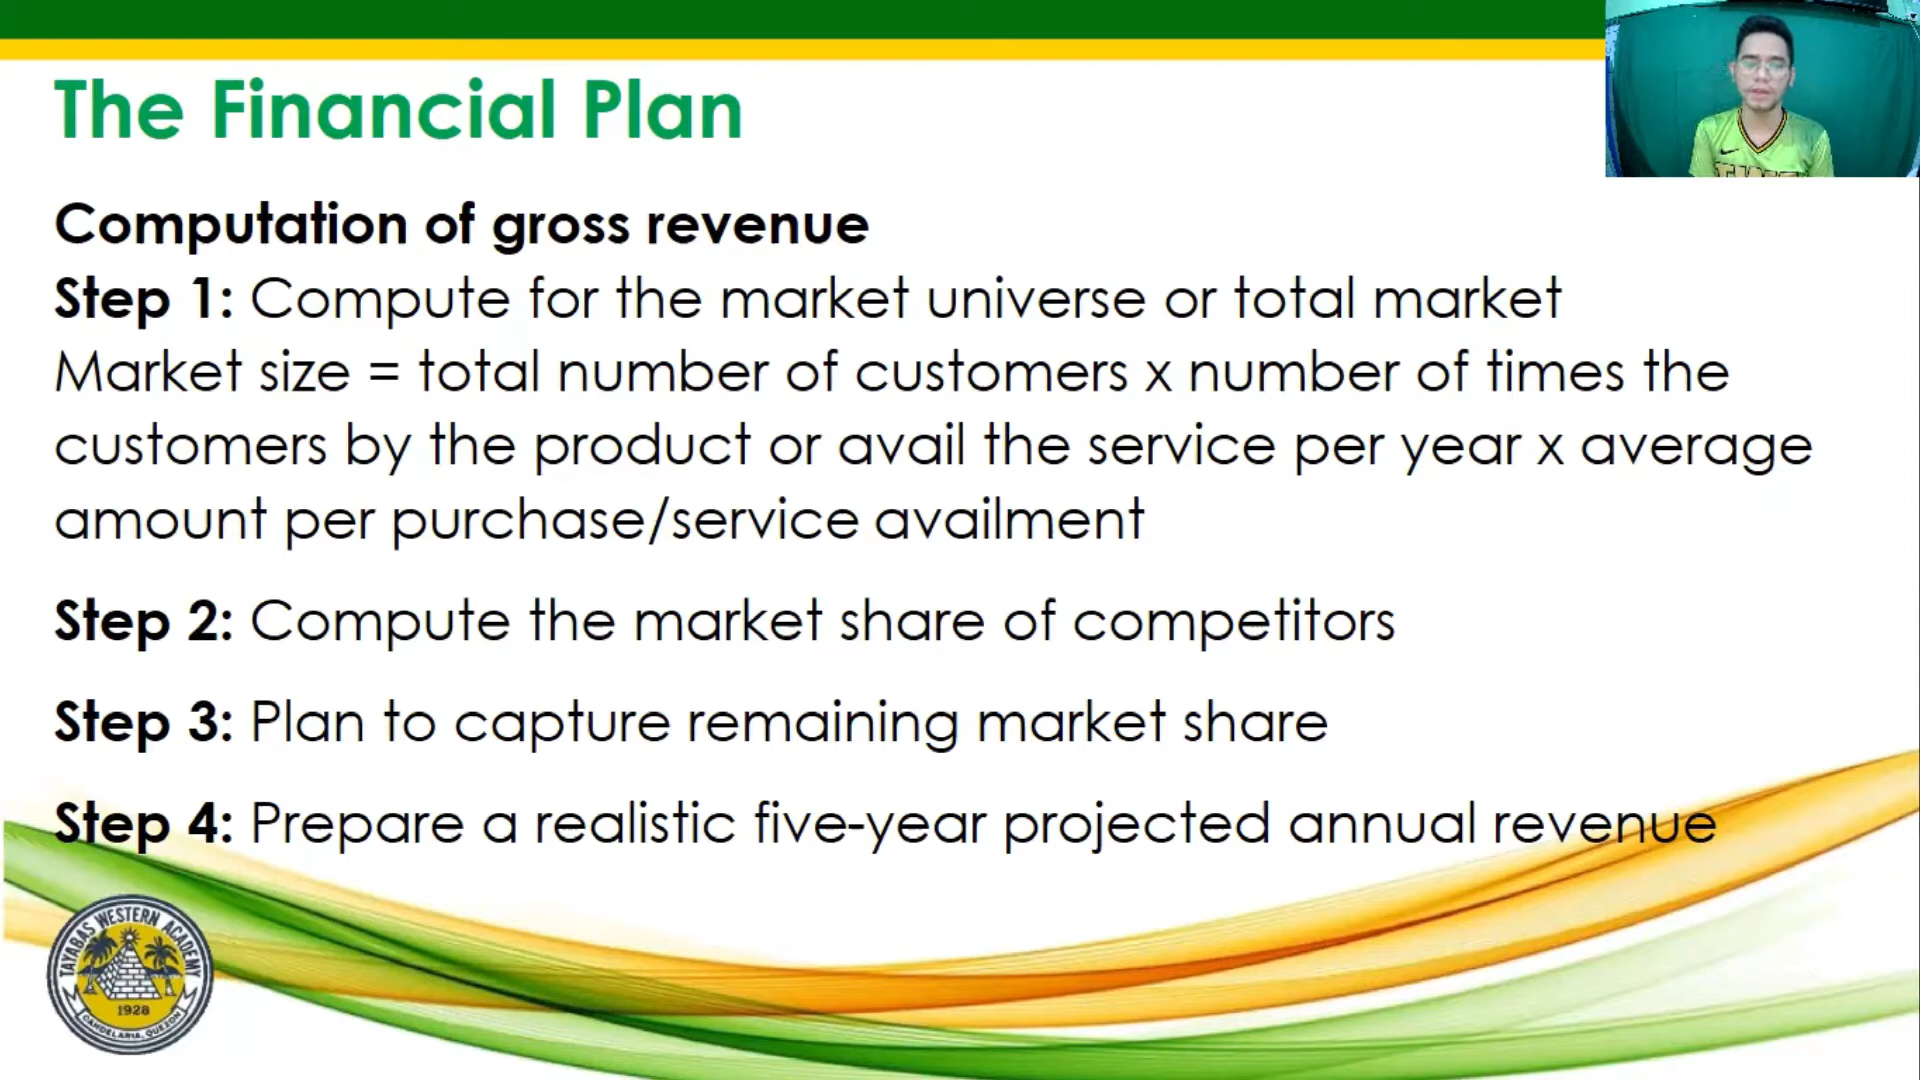 The Financial Plan
Computation of gross revenue
Step 1: Compute for the market universe or total market
Market size = total number of customers x number of times the
customers by the product or avail the service per year x average
amount per purchase/service availment
Step 2: Compute the market share of competitors
Step 3: Plan to capture remaining market share
Step 4: Prepare a realistic five-year projected annual revenue
TAYABAS WESTERN ACADEMY
1928
CANDELARIA, QUEZON